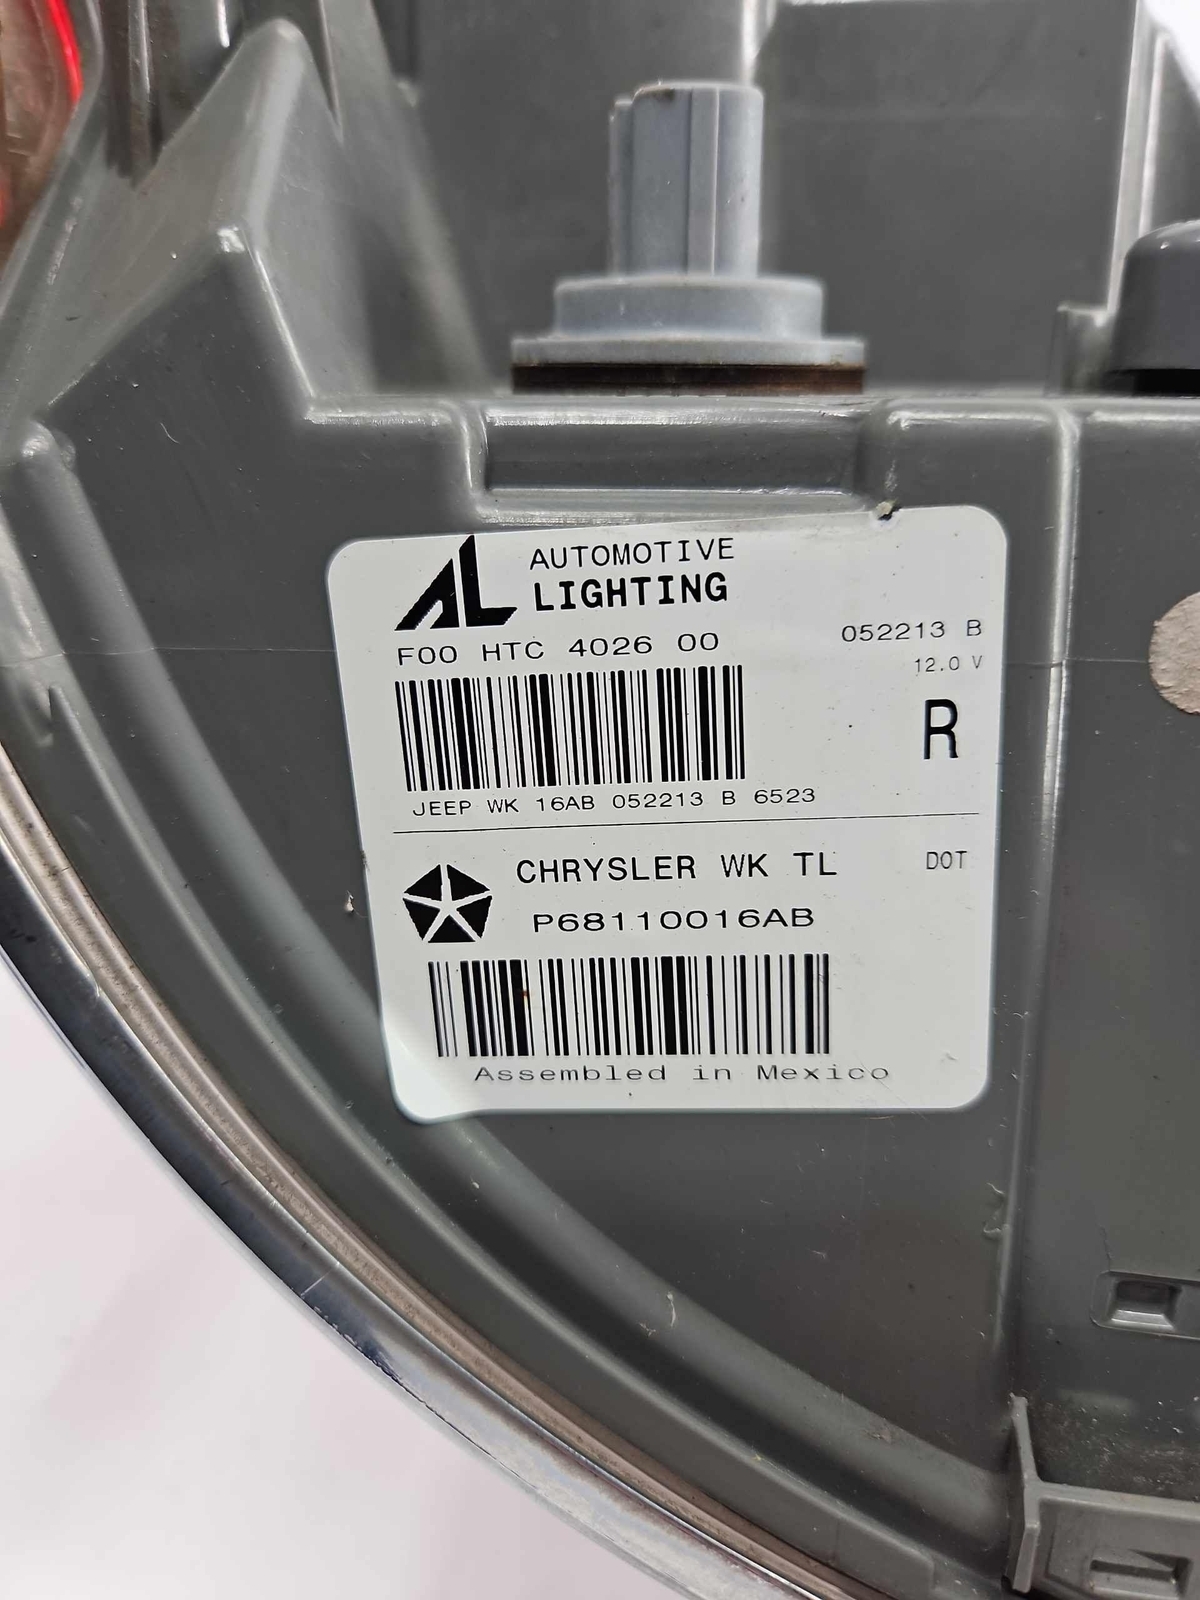 AL AUTOMOTIVE
LIGHTING
F00 HTC 4026 00
052213 B
12.0 V
R
JEEP WK 16AB 052213 B 6523
CHRYSLER WK TL
DOT
P68110016AB
Assembled in Mexico